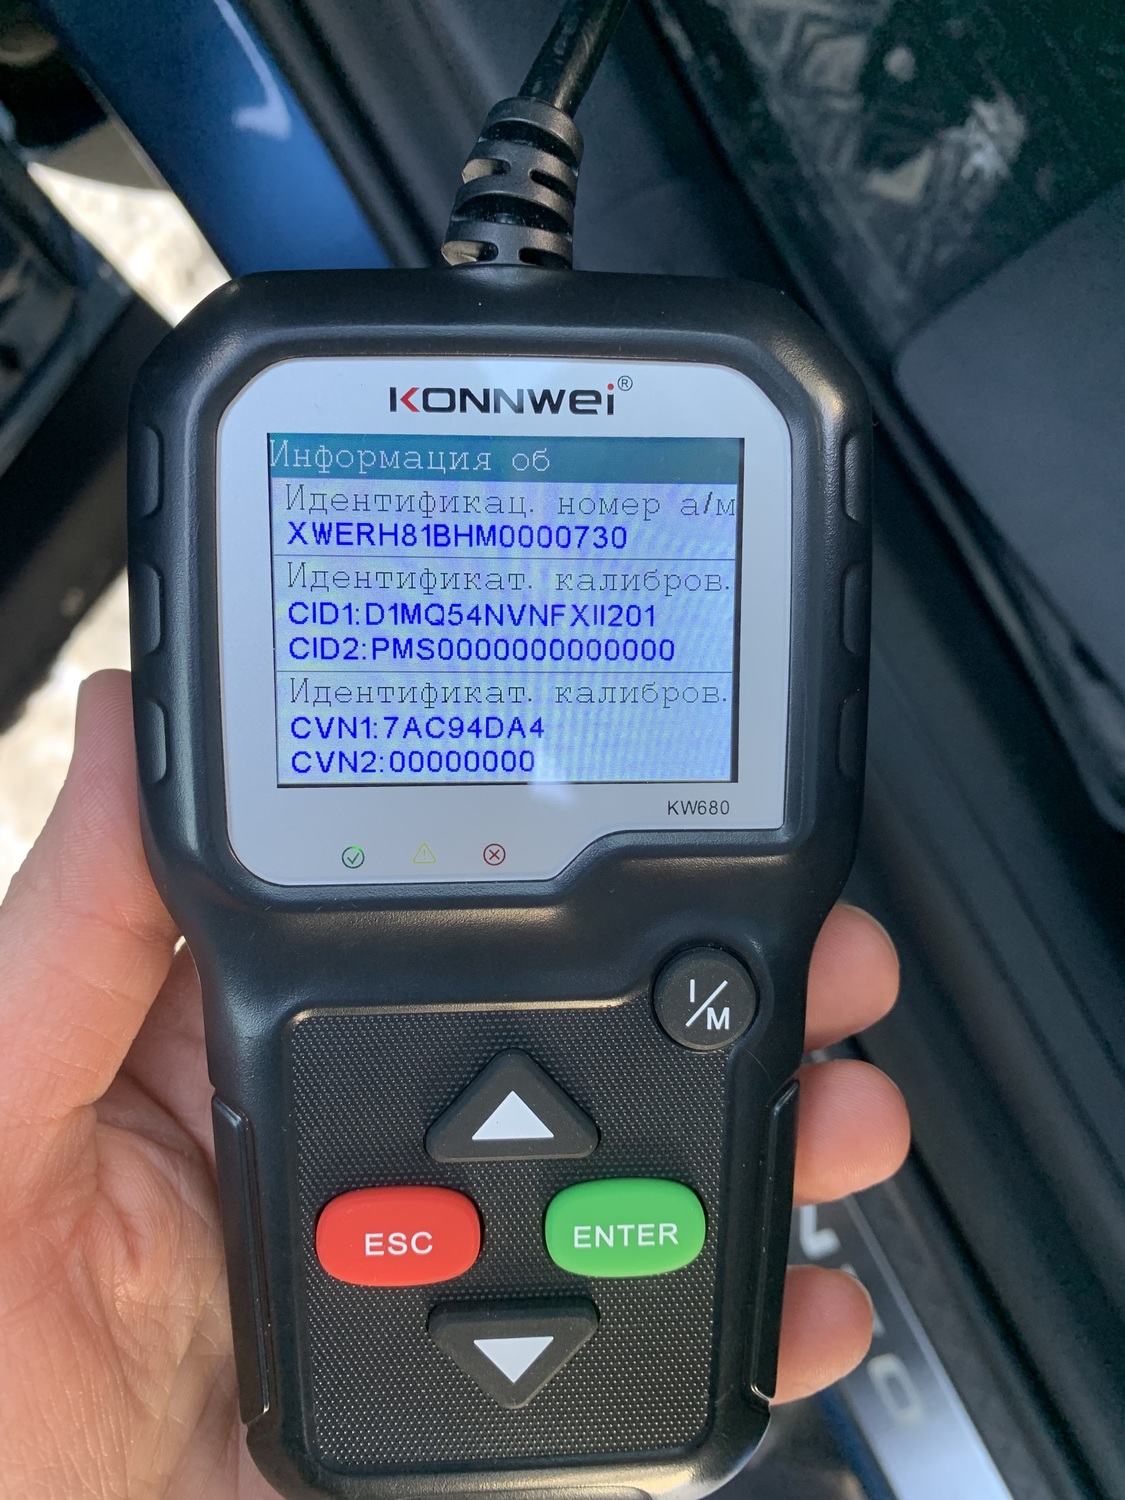 KONNWEI®
Информация об
Идентификац. номер а/м
XWERH81BHM0000730
Идентификат. калибров.
CID1:D1MQ54NVNFXII201
CID2:PMS0000000000000
Идентификат. калибров.
CVN1:7AC94DA4
CVN2:00000000
KW680
I/M
ESC
ENTER